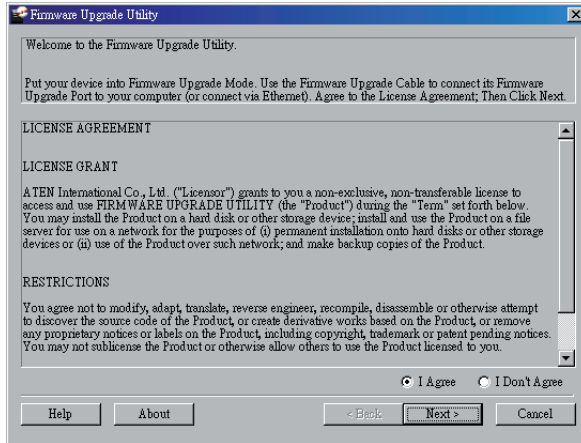 Firmware Upgrade Utility
Welcome to the Firmware Upgrade Utility.
Put your device into Firmware Upgrade Mode. Use the Firmware Upgrade Cable to connect its Firmware
Upgrade Port to your computer (or connect via Ethernet). Agree to the License Agreement; Then Click Next.
LICENSE AGREEMENT
LICENSE GRANT
ATEN International Co., Ltd. ("Licensor") grants to you a non-exclusive, non-transferable license to
access and use FIRMWARE UPGRADE UTILITY (the "Product") during the "Term" set forth below.
You may install the Product on a hard disk or other storage device; install and use the Product on a file
server for use on a network for the purposes of (i) permanent installation onto hard disks or other storage
devices or (ii) use of the Product over such network; and make backup copies of the Product.
RESTRICTIONS
You agree not to modify, adapt, translate, reverse engineer, recompile, disassemble or otherwise attempt
to discover the source code of the Product, or create derivative works based on the Product, or remove
any proprietary notices or labels on the Product, including copyright, trademark or patent pending notices.
You may not sublicense the Product or otherwise allow others to use the Product licensed to you.
I Agree I Don't Agree
Help About < Back Next > Cancel